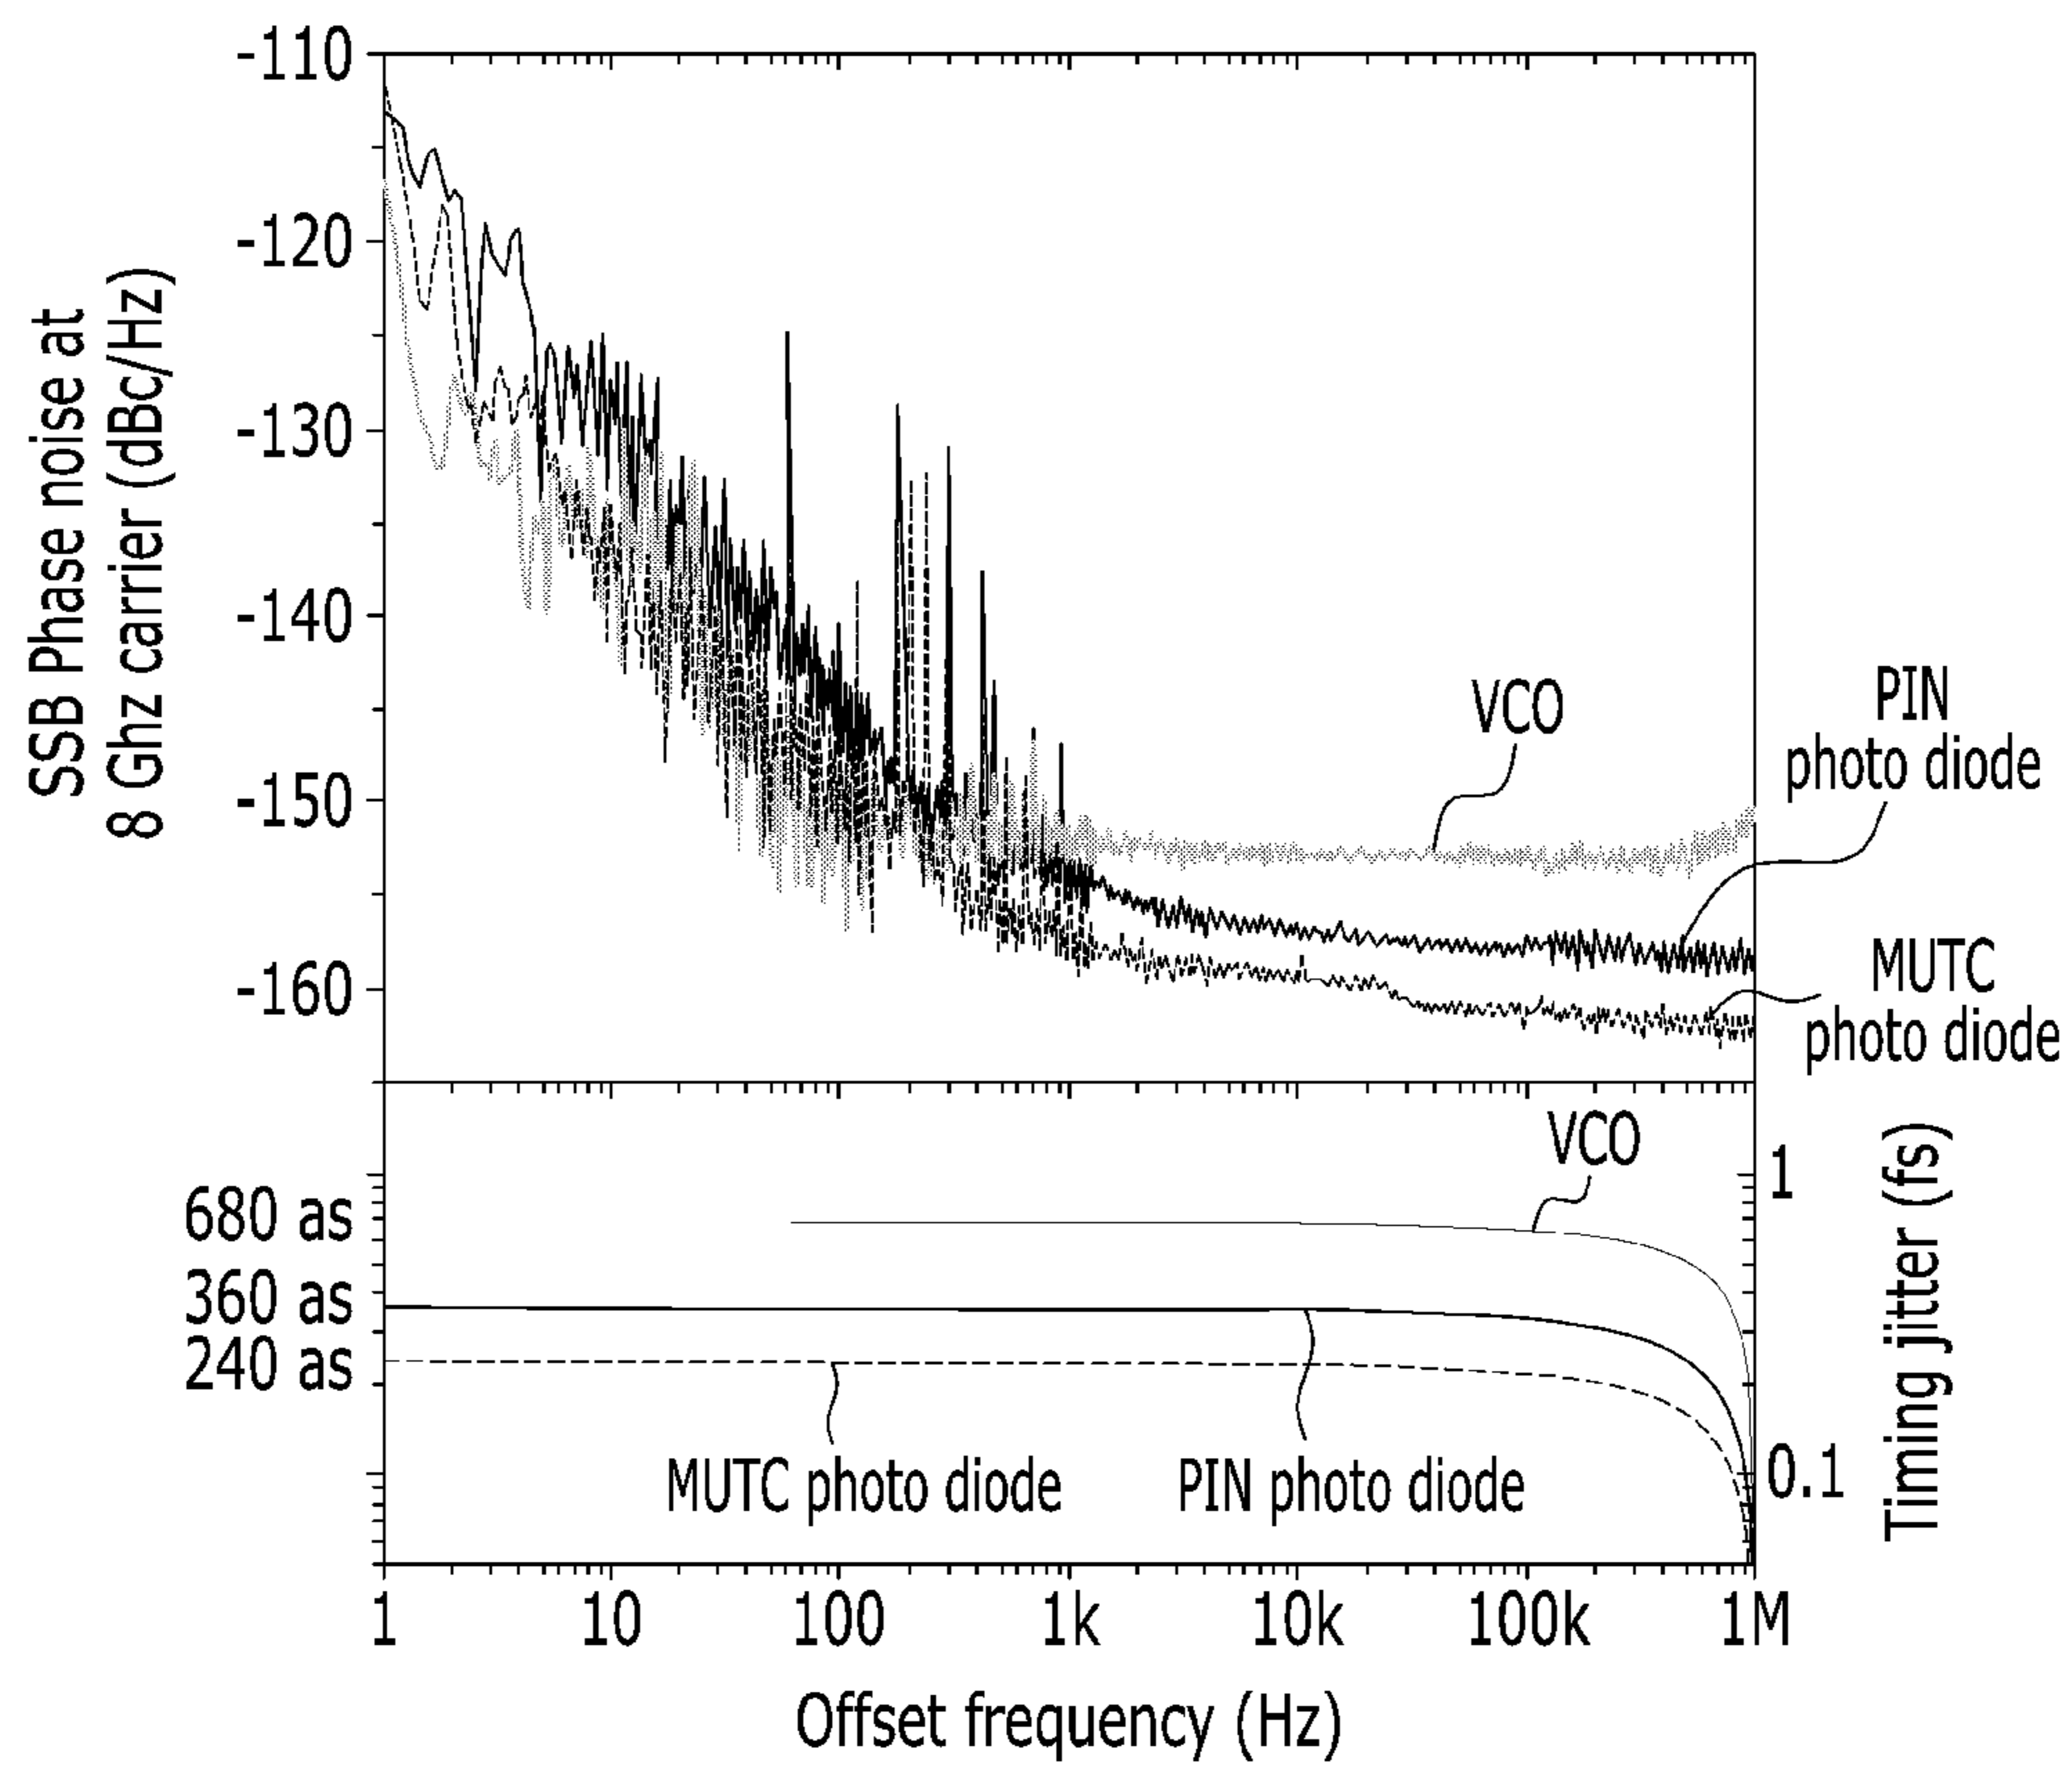 SSB Phase noise at
8 Ghz carrier (dBc/Hz)
-110
-120
-130
-140
-150
-160
VCO
PIN
photo diode
MUTC
photo diode
680 as
360 as
240 as
VCO
MUTC photo diode
PIN photo diode
1
0.1
Timing jitter (fs)
1
10
100
1k
10k
100k
1M
Offset frequency (Hz)